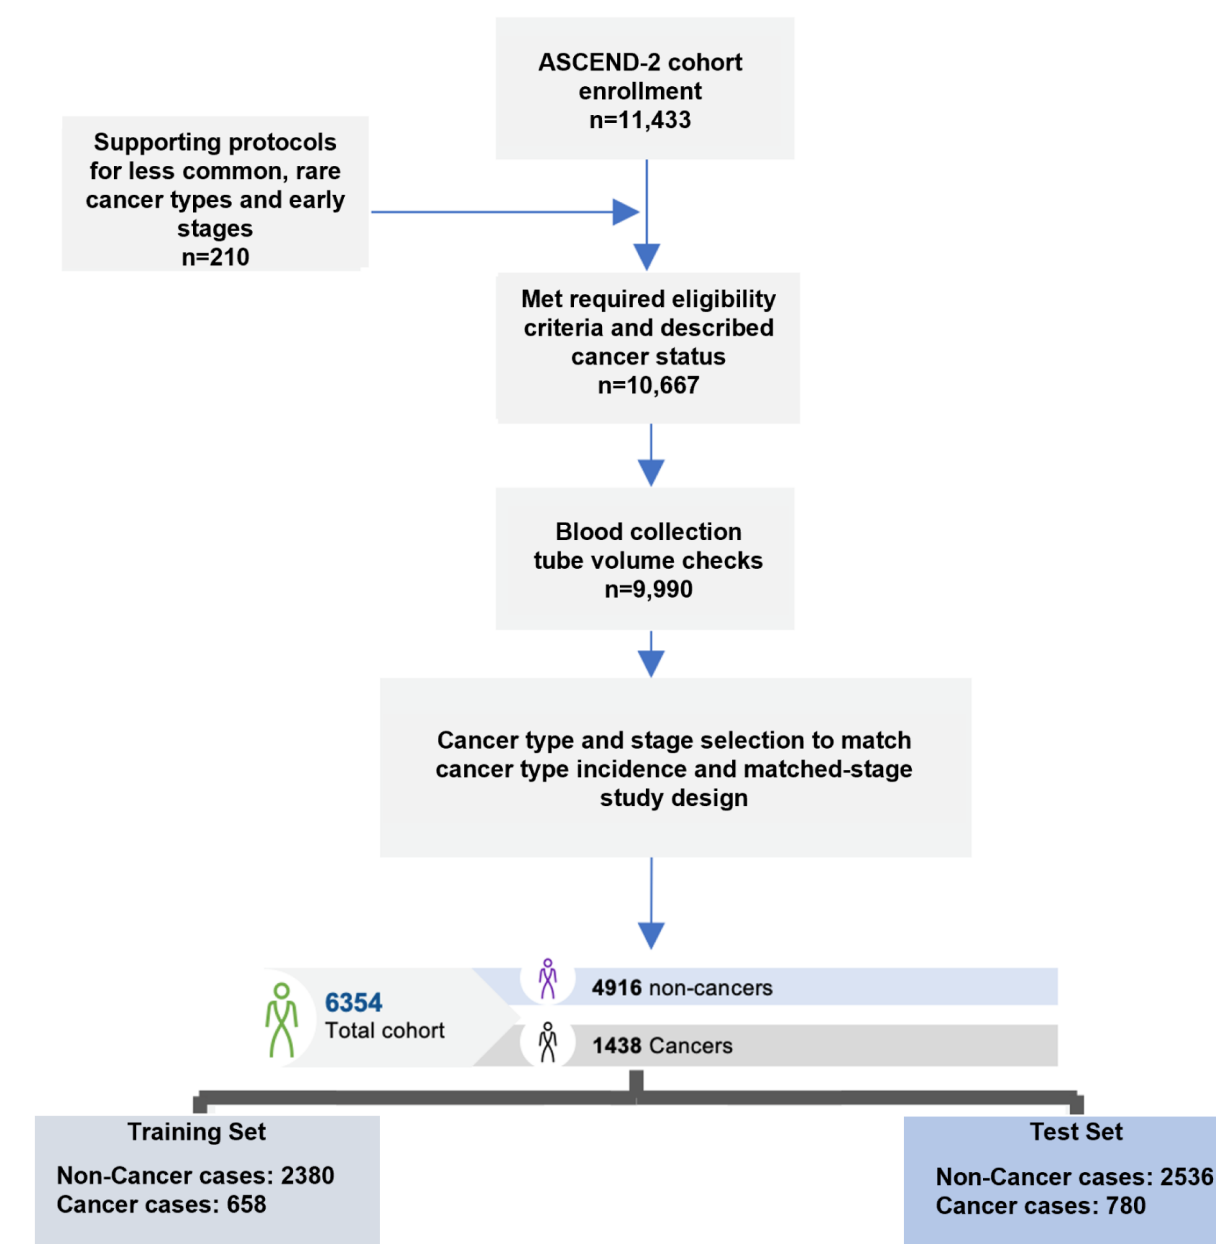 ASCEND-2 cohort
enrollment
n=11,433
Supporting protocols
for less common, rare
cancer types and early
stages
n=210
Met required eligibility
criteria and described
cancer status
n=10,667
Blood collection
tube volume checks
n=9,990
Cancer type and stage selection to match
cancer type incidence and matched-stage
study design
6354
Total cohort
4916 non-cancers
1438 Cancers
Training Set
Non-Cancer cases: 2380
Cancer cases: 658
Test Set
Non-Cancer cases: 2536
Cancer cases: 780